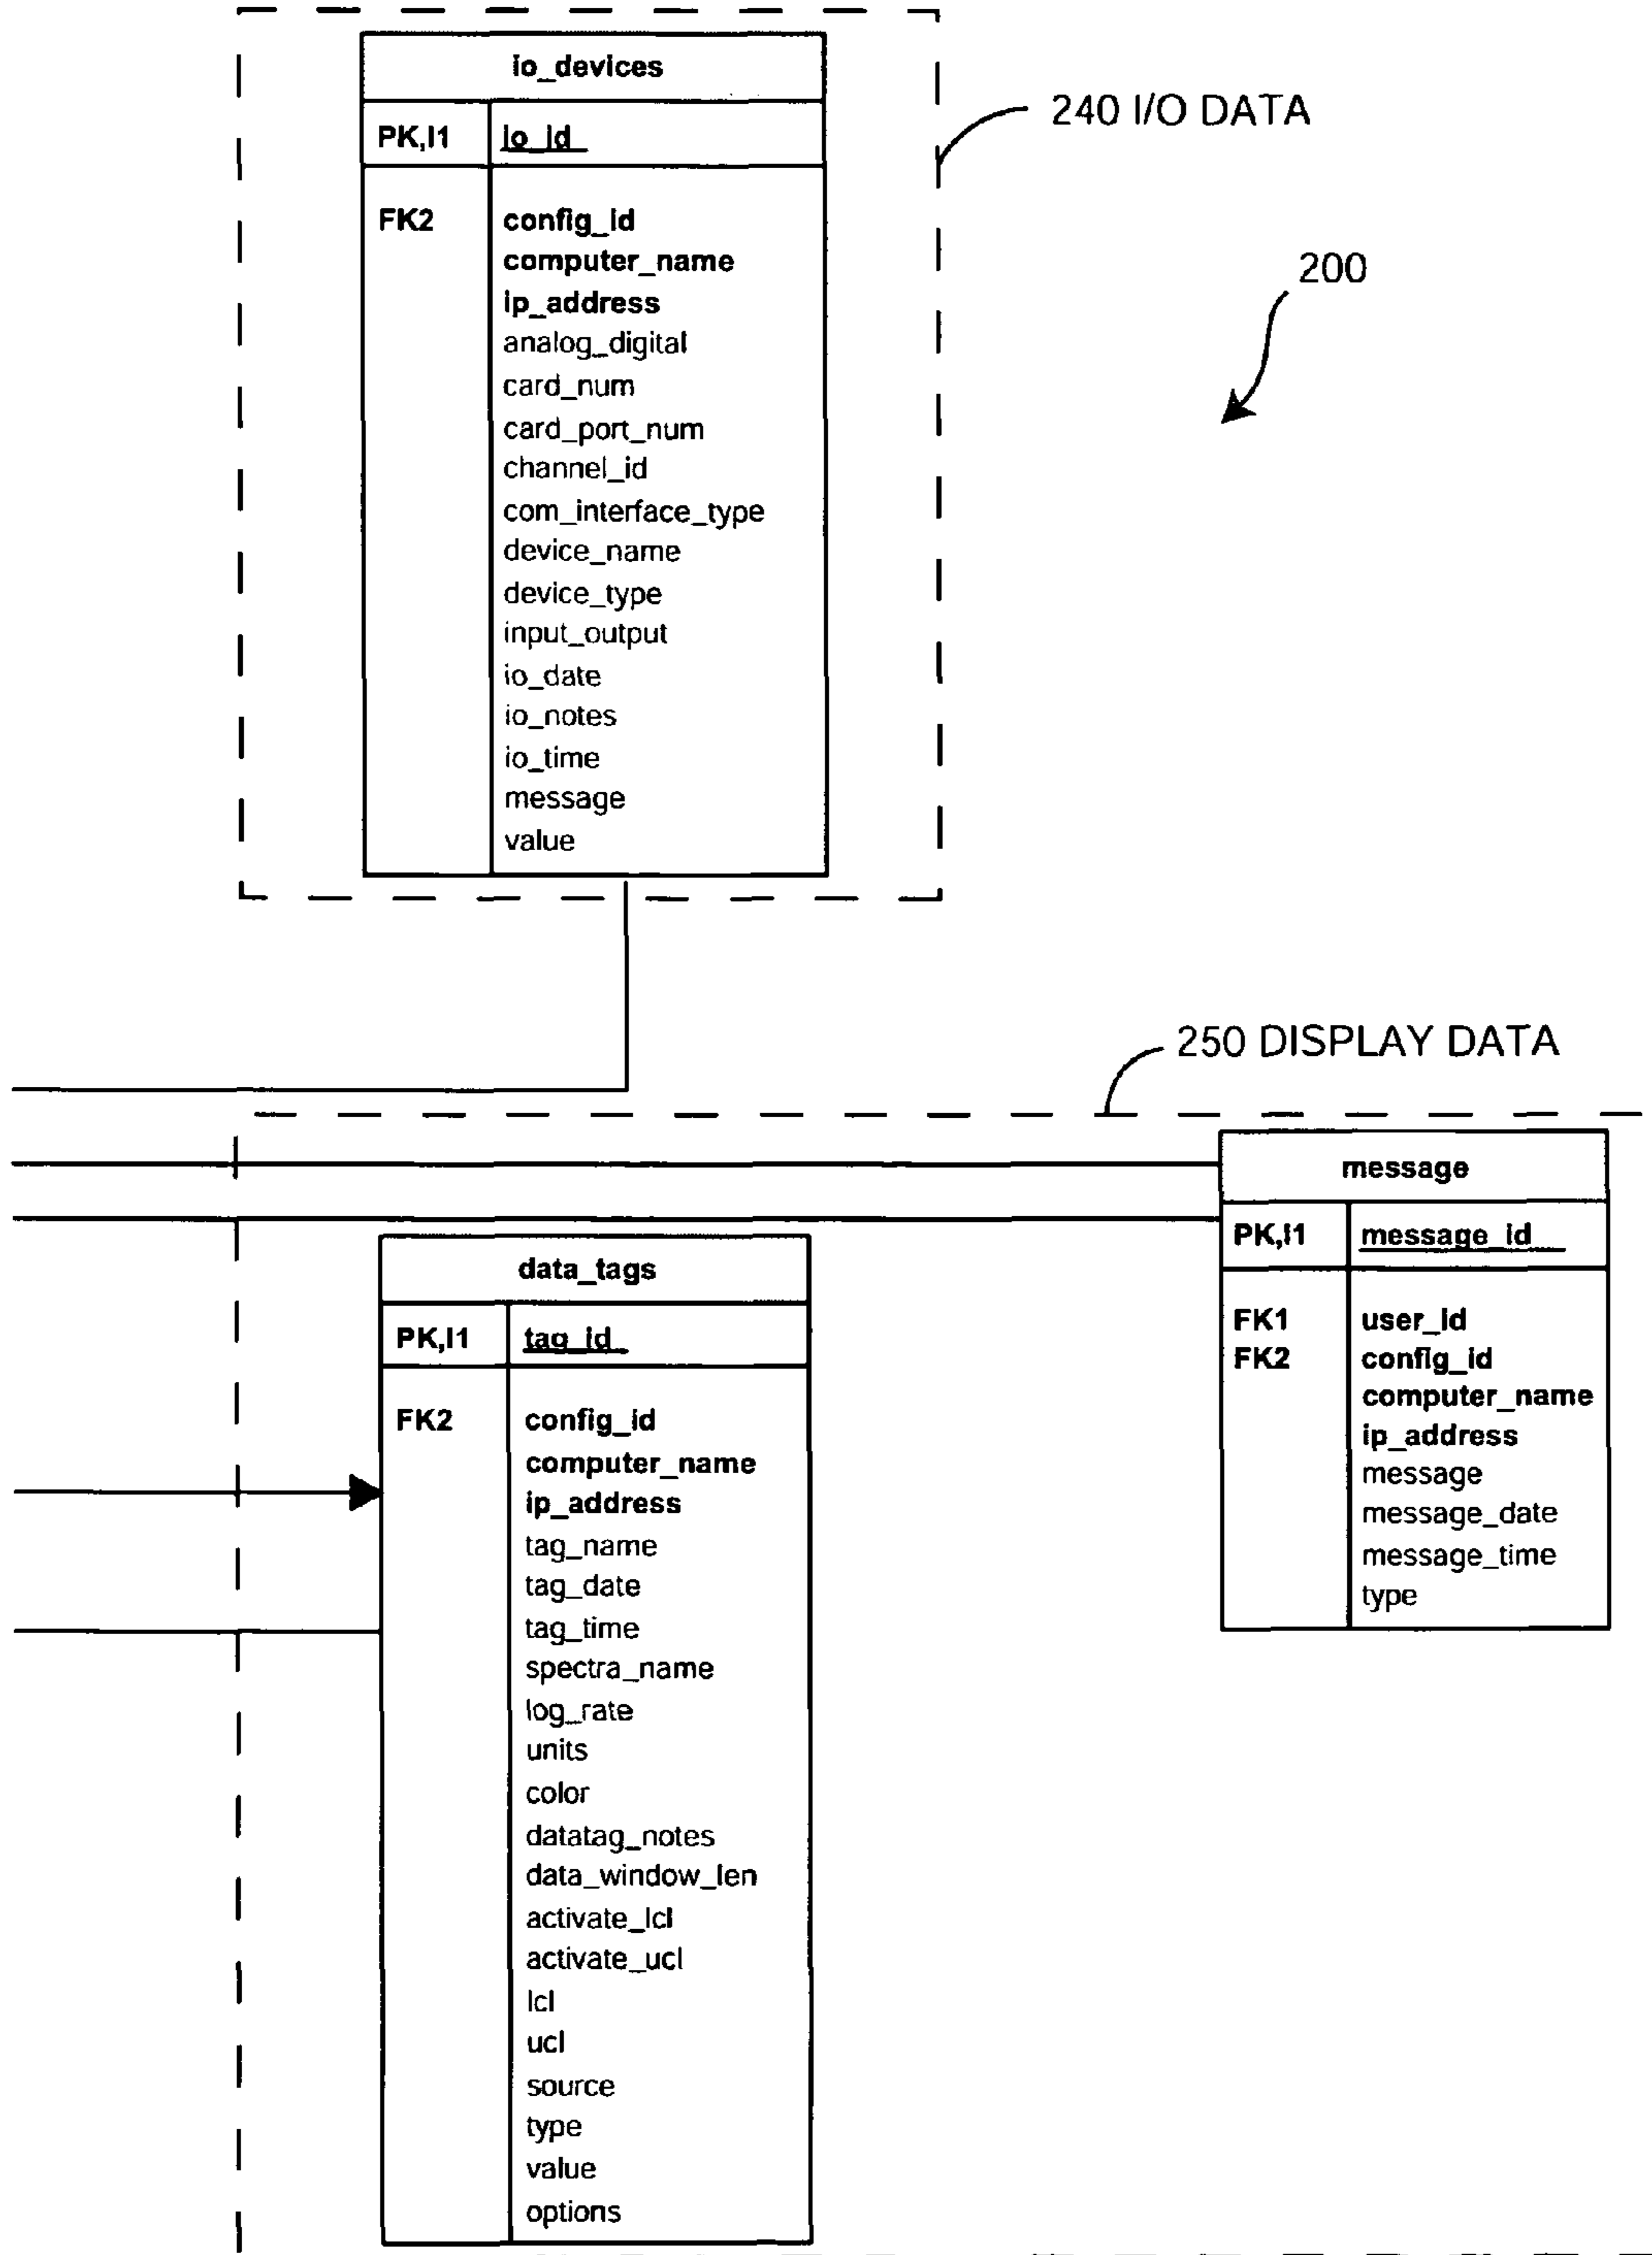 io_devices
240 I/O DATA
PK,I1 io_id
FK2 config_id
computer_name
200
ip_address
analog_digital
card_num
card_port_num
channel_id
com_interface_type
device_name
device_type
input_output
io_date
io_notes
io_time
message
value
250 DISPLAY DATA
message
PK,I1 message_id
FK1 user_id
FK2 config_id
computer_name
ip_address
message
message_date
message_time
type
data_tags
PK,I1 tag_id
FK2 config_id
computer_name
ip_address
tag_name
tag_date
tag_time
spectra_name
log_rate
units
color
datatag_notes
data_window_len
activate_lcl
activate_ucl
lcl
ucl
source
type
value
options